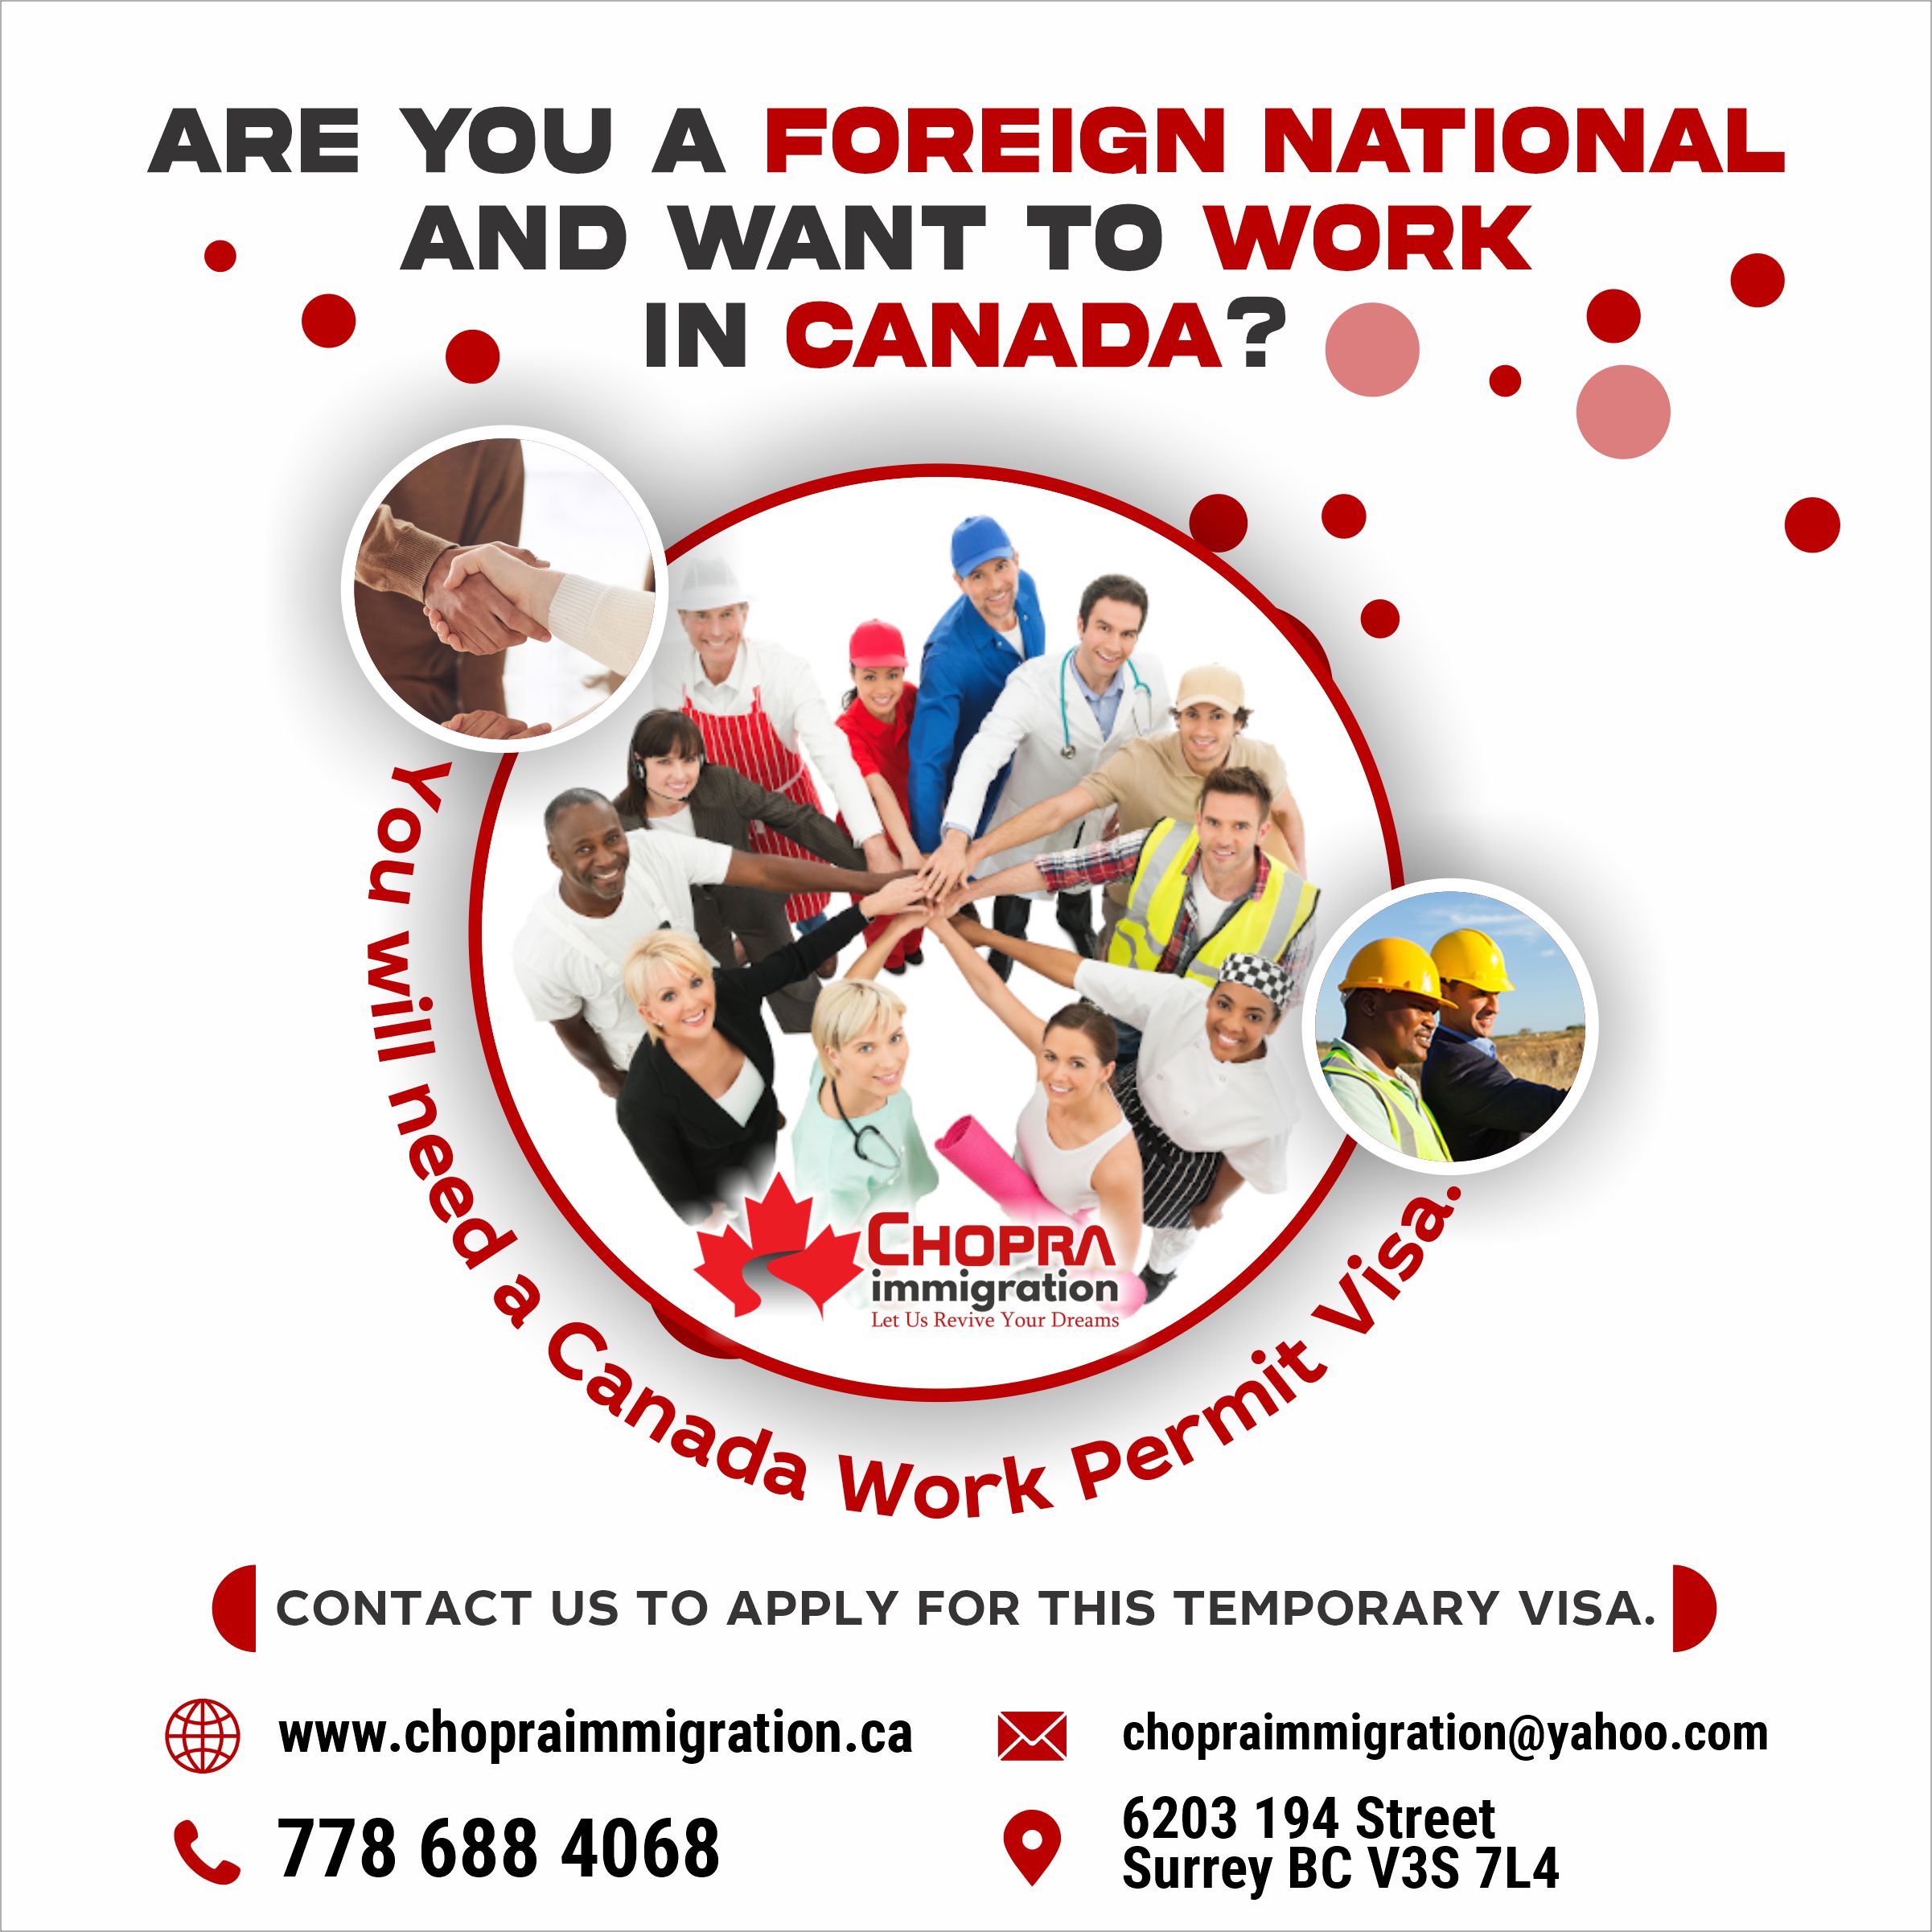 ARE YOU A FOREIGN NATIONAL
AND WANT TO WORK
IN CANADA?
You will need a Canada Work Permit Visa.
CHOPRA
immigration
Let Us Revive Your Dreams
CONTACT US TO APPLY FOR THIS TEMPORARY VISA.
www.chopraimmigration.ca
chopraimmigration@yahoo.com
778 688 4068
6203 194 Street
Surrey BC V3S 7L4